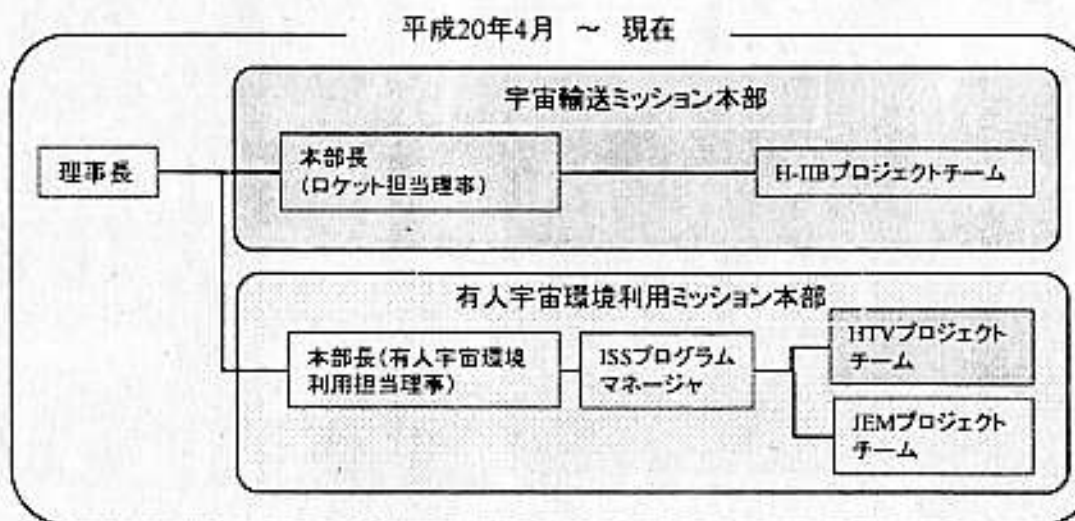 平成20年4月 ～ 現在
宇宙輸送ミッション本部
理事長
本部長
(ロケット担当理事)
H-IIBプロジェクトチーム
有人宇宙環境利用ミッション本部
本部長(有人宇宙環境
利用担当理事)
ISSプログラム
マネージャ
HTVプロジェクト
チーム
JEMプロジェクト
チーム